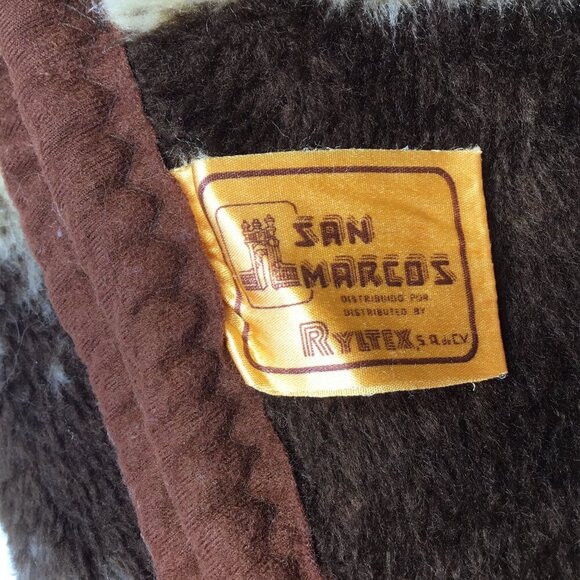 SAN
MARCOS
DISTRIBUIDO POR
DISTRIBUTED BY
RYLTEX, S.A. de C.V.